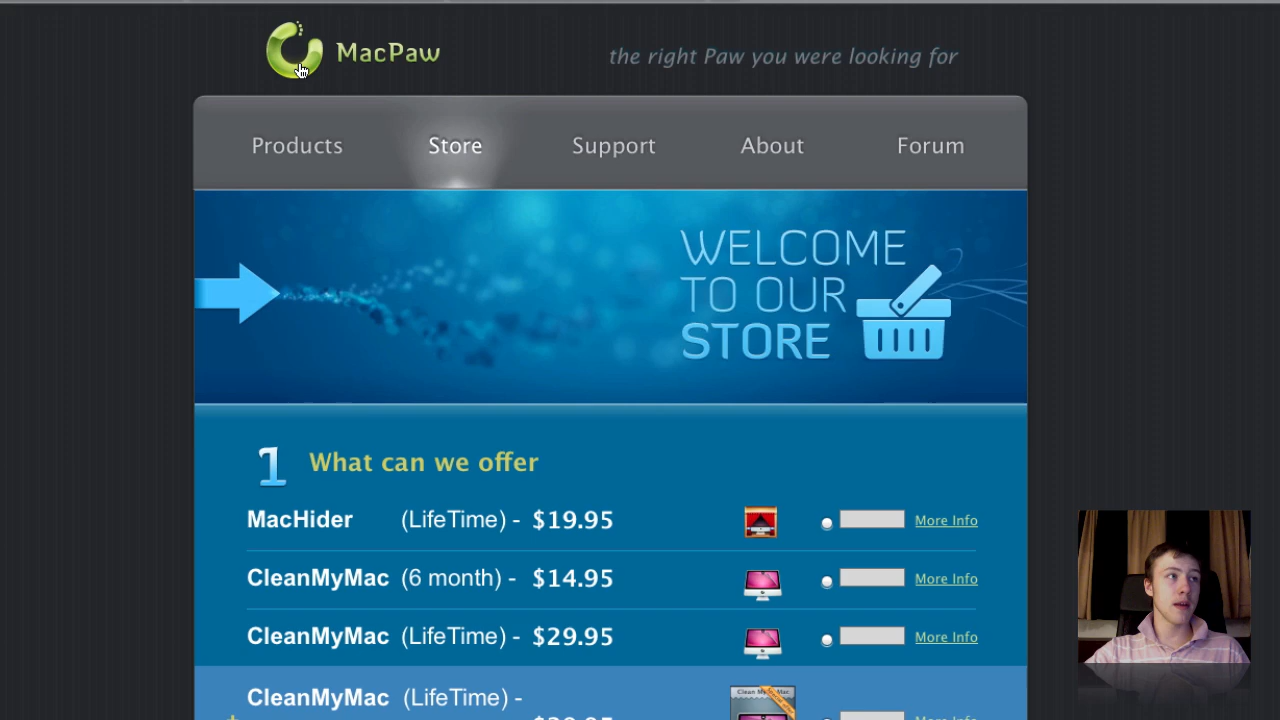 MacPaw
the right Paw you were looking for
Products Store Support About Forum
WELCOME
TO OUR
STORE
1 What can we offer
MacHider (LifeTime) - $19.95 More Info
CleanMyMac (6 month) - $14.95 More Info
CleanMyMac (LifeTime) - $29.95 More Info
CleanMyMac (LifeTime) -